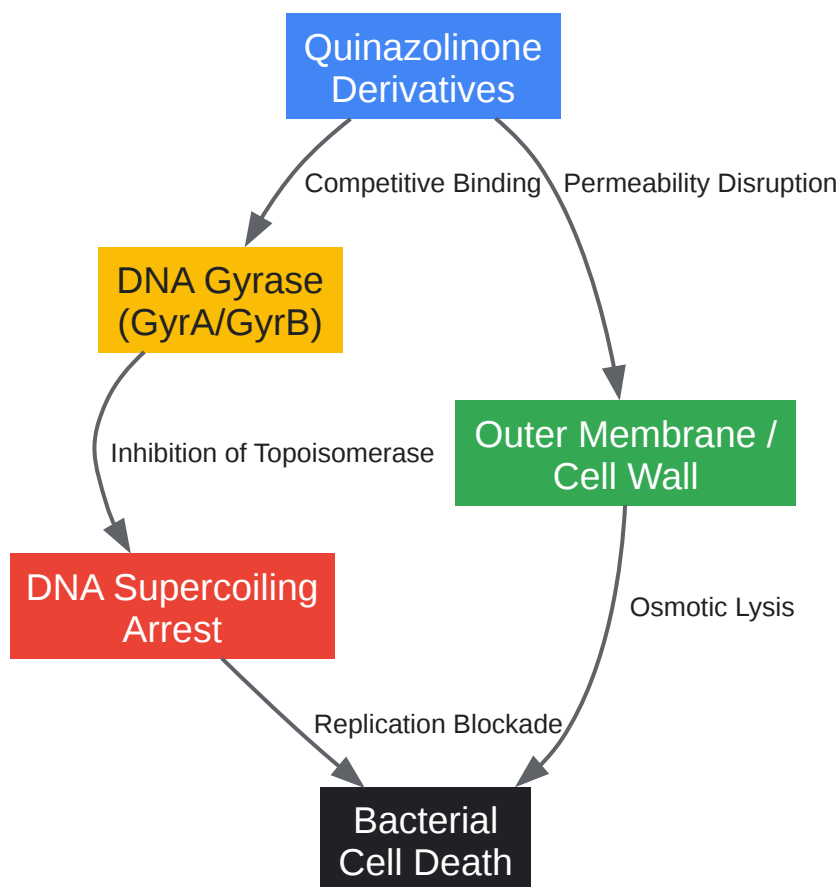 Quinazolinone
Derivatives
Competitive Binding
Permeability Disruption
DNA Gyrase
(GyrA/GyrB)
Inhibition of Topoisomerase
Outer Membrane /
Cell Wall
DNA Supercoiling
Arrest
Osmotic Lysis
Replication Blockade
Bacterial
Cell Death